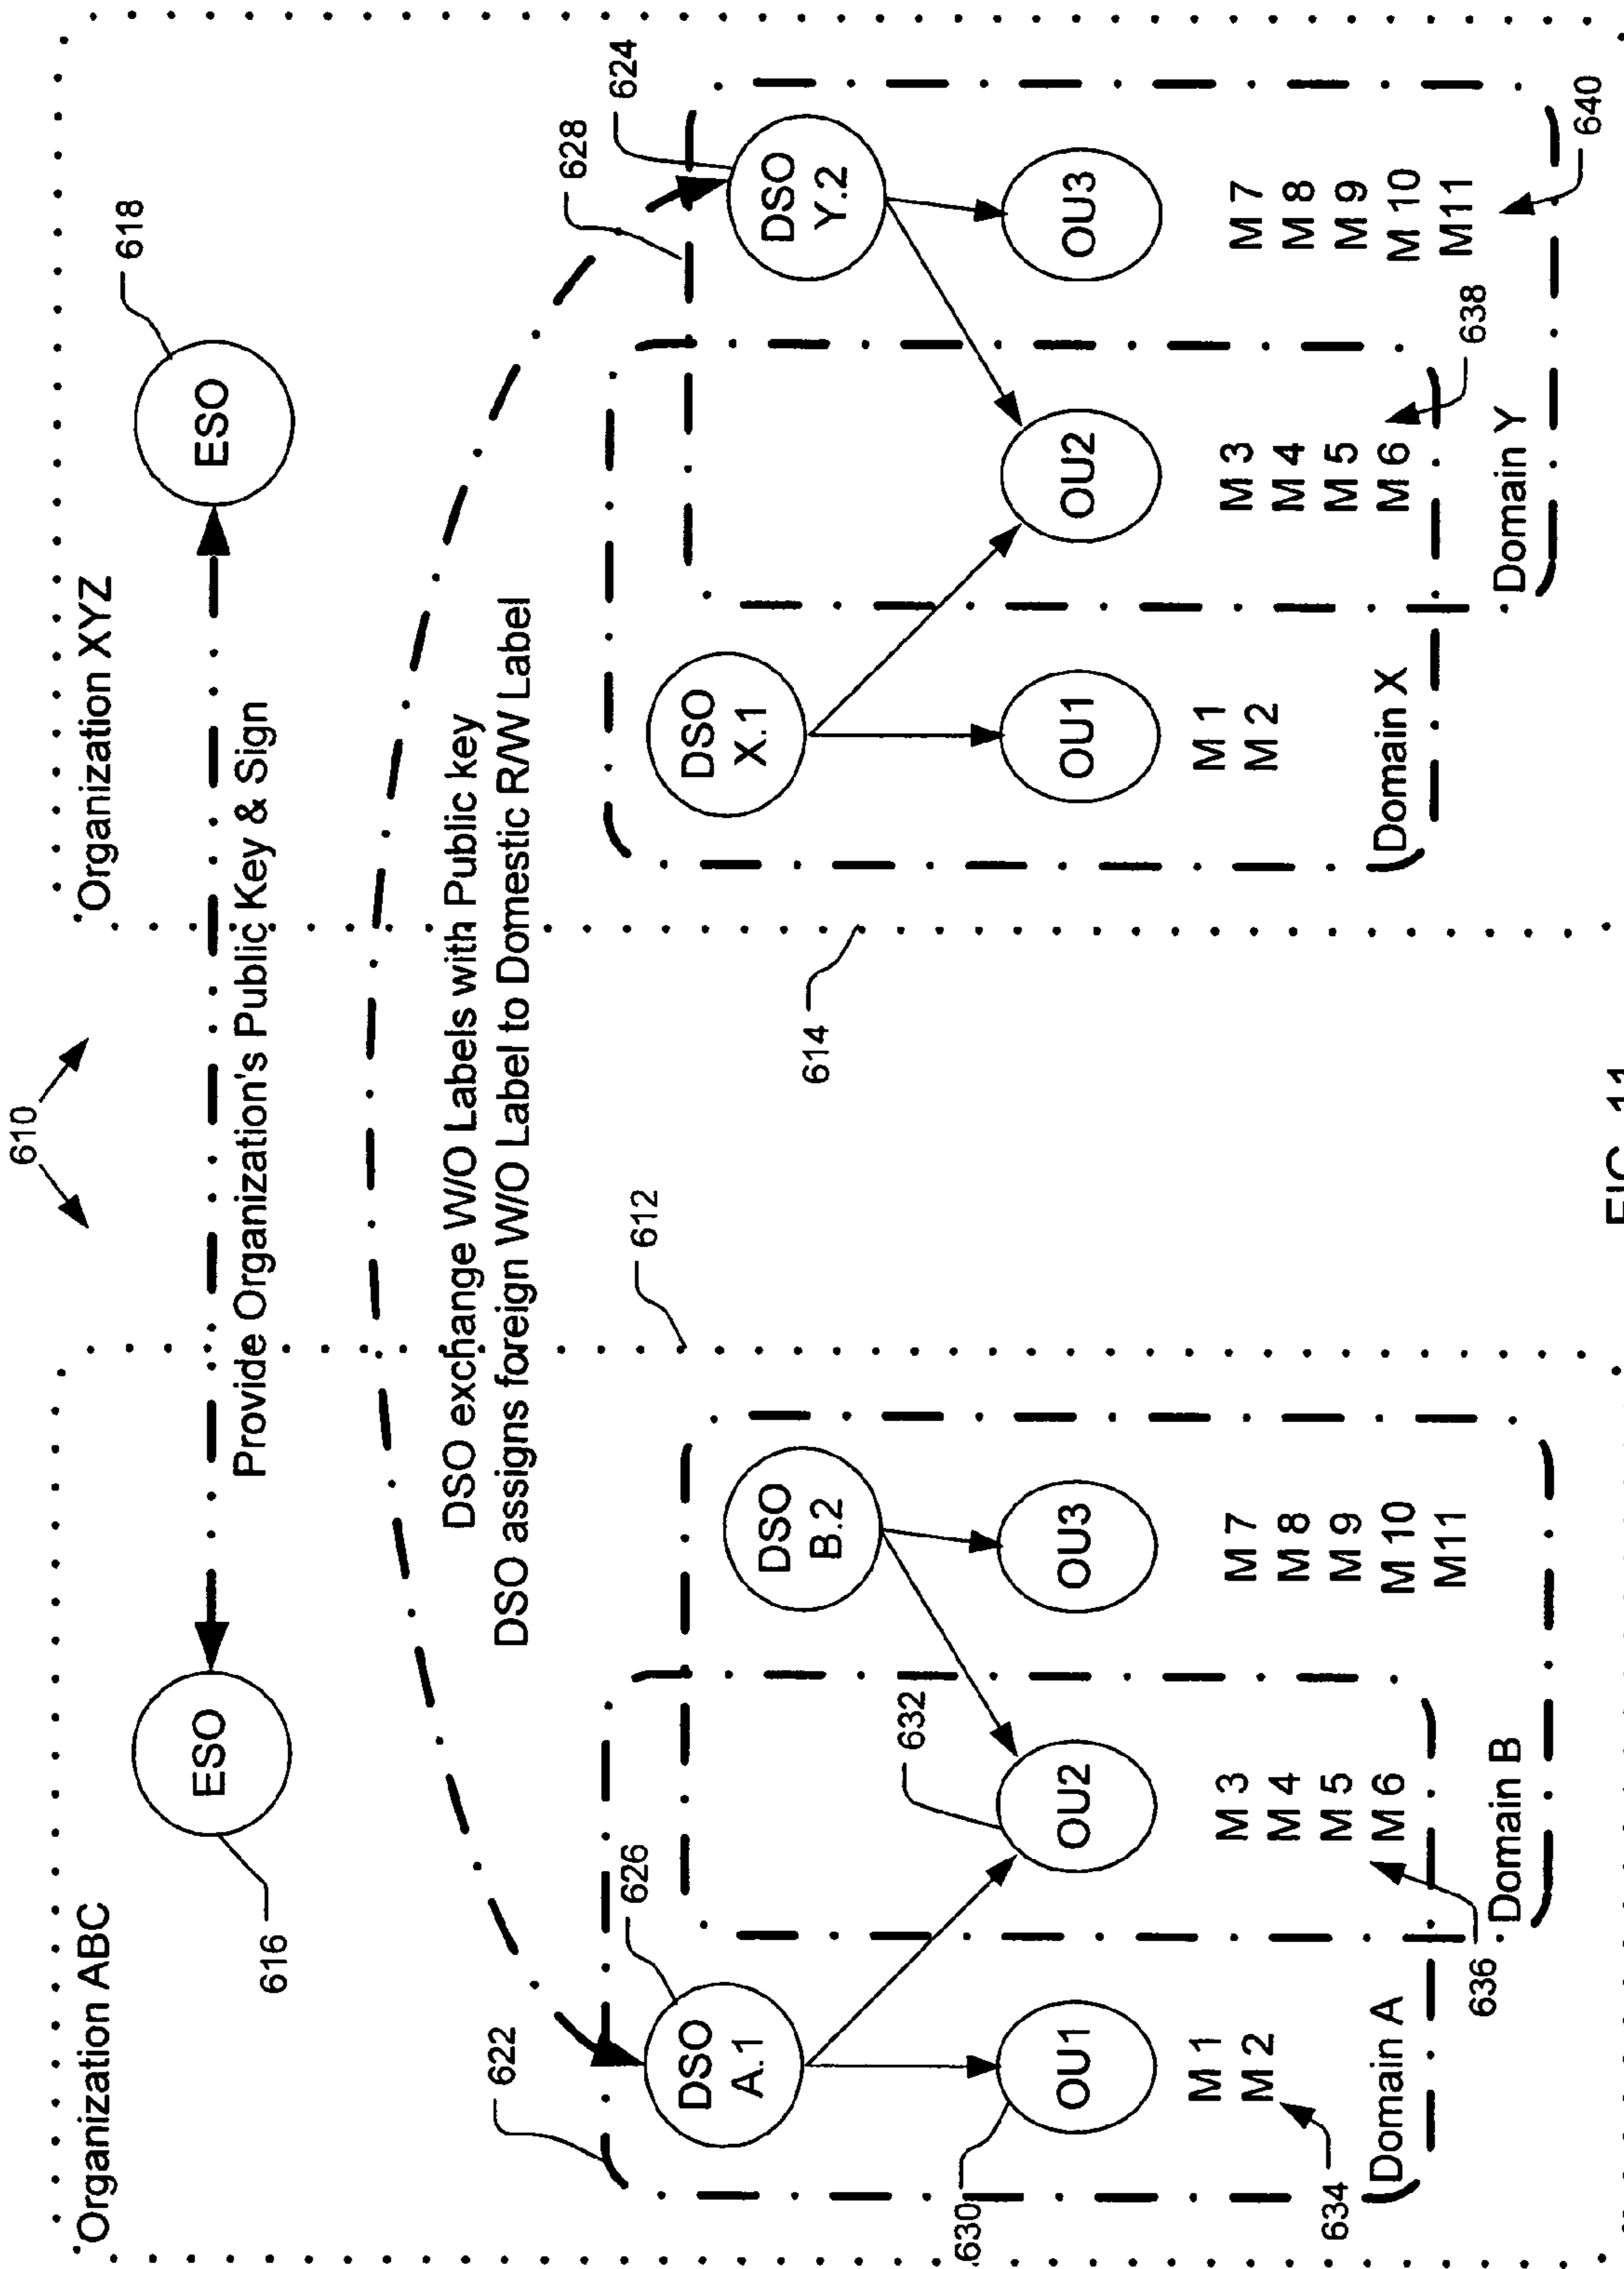 610
Organization ABC
Organization XYZ
ESO
616
ESO
618
Provide Organization's Public Key & Sign
DSO exchange W/O Labels with Public key
DSO assigns foreign W/O Label to Domestic R/W Label
622
626
612
614
628
624
DSO
A.1
DSO
B.2
DSO
X.1
DSO
Y.2
630
OU1
632
OU2
OU3
OU1
OU2
OU3
M 1
M 2
634
M 3
M 4
M 5
M 6
636
M 7
M 8
M 9
M 10
M11
M 1
M 2
M 3
M 4
M 5
M 6
638
M 7
M 8
M 9
M 10
M11
640
Domain A
Domain B
Domain X
Domain Y
FIG. 11